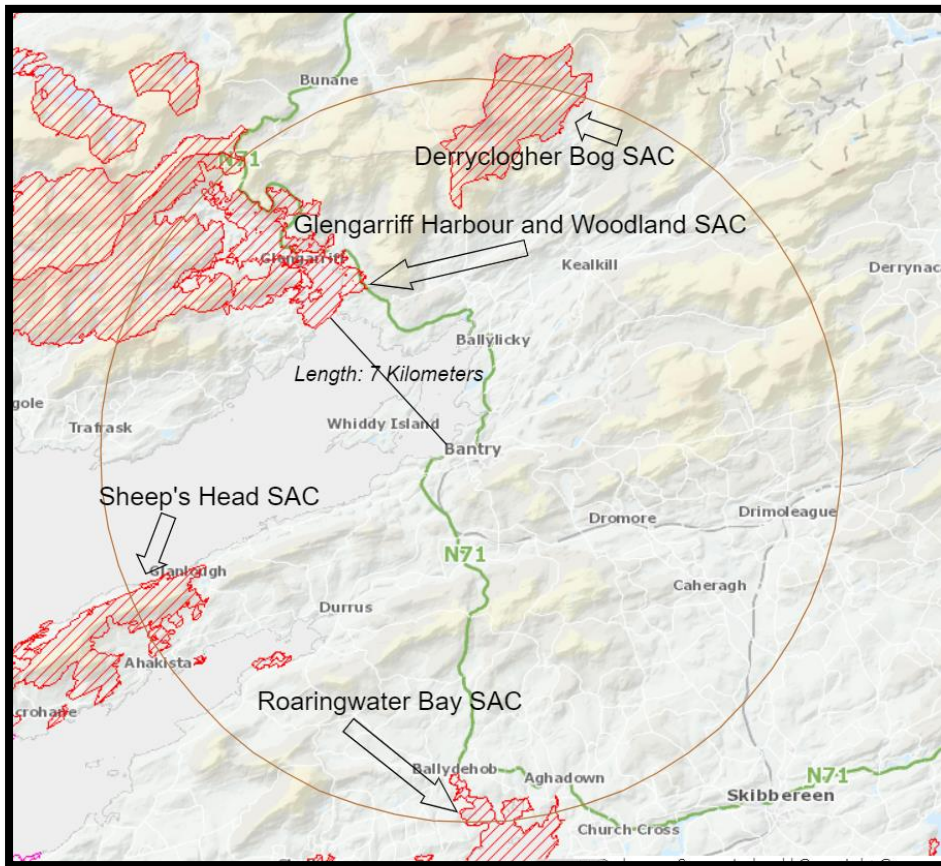 Bunane
N71
Derryclogher Bog SAC
Glengarriff Harbour and Woodland SAC
Glengarriff
Kealkill
Derrynac
Ballylicky
Length: 7 Kilometers
gole
Trafrask
Whiddy Island
Bantry
Sheep's Head SAC
Dromore
Drimoleague
N71
Glanlough
Caheragh
Durrus
Ahakista
Roaringwater Bay SAC
crohane
Ballydehob
Aghadown
N71
Skibbereen
Church Cross